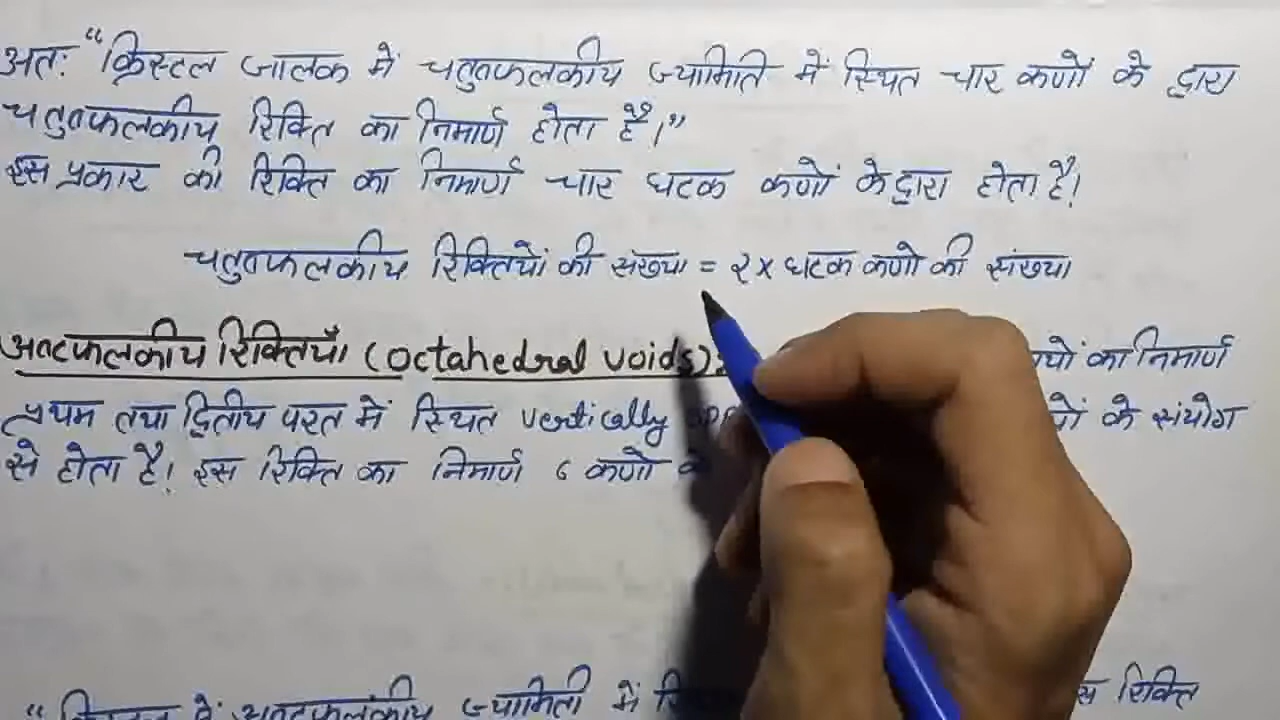 अतः "क्रिस्टल जालक में चतुष्फलकीय ज्यामिति में स्थित चार कणों के द्वारा
चतुष्फलकीय रिक्ति का निमार्ण होता है।"
इस प्रकार की रिक्ति का निमार्ण चार घटक कणों के द्वारा होता है।
चतुष्फलकीय रिक्तियों की संख्या = २ × घटक कणो की संख्या
अष्टफलकीय रिक्तियाँ (Octahedral voids): का निमार्ण
प्रथम तथा द्वितीय परत में स्थित vertically के संयोग
से होता है। इस रिक्ति का निमार्ण 6 कणो
" में अष्टफलकीय ज्यामिती में रिक्ति